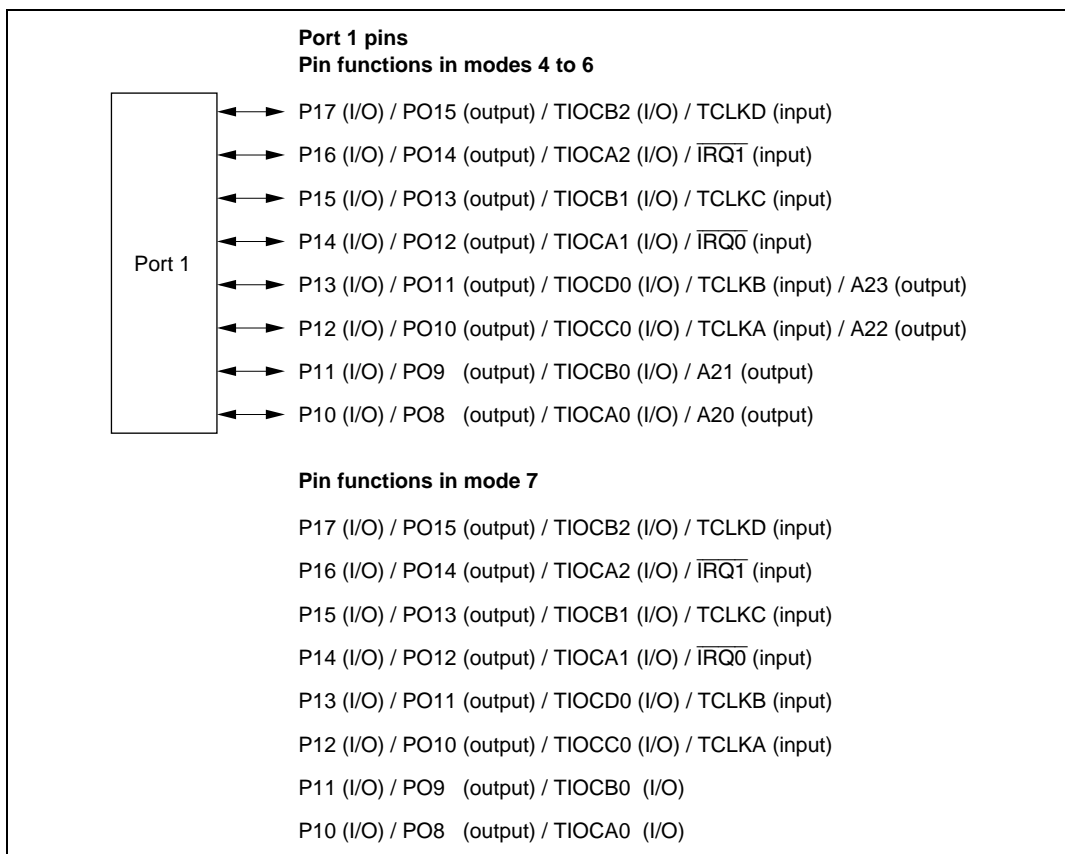 Port 1 pins
Pin functions in modes 4 to 6
P17 (I/O) / PO15 (output) / TIOCB2 (I/O) / TCLKD (input)
P16 (I/O) / PO14 (output) / TIOCA2 (I/O) / I̅R̅Q̅1̅ (input)
P15 (I/O) / PO13 (output) / TIOCB1 (I/O) / TCLKC (input)
P14 (I/O) / PO12 (output) / TIOCA1 (I/O) / I̅R̅Q̅0̅ (input)
Port 1
P13 (I/O) / PO11 (output) / TIOCD0 (I/O) / TCLKB (input) / A23 (output)
P12 (I/O) / PO10 (output) / TIOCC0 (I/O) / TCLKA (input) / A22 (output)
P11 (I/O) / PO9 (output) / TIOCB0 (I/O) / A21 (output)
P10 (I/O) / PO8 (output) / TIOCA0 (I/O) / A20 (output)
Pin functions in mode 7
P17 (I/O) / PO15 (output) / TIOCB2 (I/O) / TCLKD (input)
P16 (I/O) / PO14 (output) / TIOCA2 (I/O) / I̅R̅Q̅1̅ (input)
P15 (I/O) / PO13 (output) / TIOCB1 (I/O) / TCLKC (input)
P14 (I/O) / PO12 (output) / TIOCA1 (I/O) / I̅R̅Q̅0̅ (input)
P13 (I/O) / PO11 (output) / TIOCD0 (I/O) / TCLKB (input)
P12 (I/O) / PO10 (output) / TIOCC0 (I/O) / TCLKA (input)
P11 (I/O) / PO9 (output) / TIOCB0 (I/O)
P10 (I/O) / PO8 (output) / TIOCA0 (I/O)